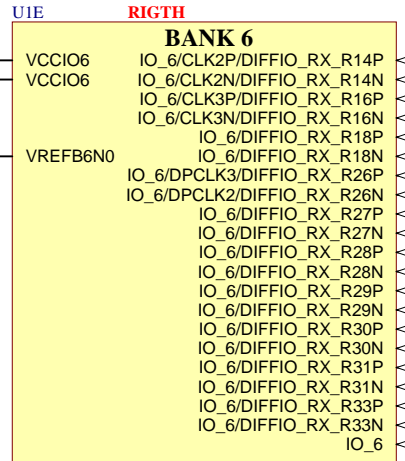 U1E RIGTH
BANK 6
VCCIO6 IO_6/CLK2P/DIFFIO_RX_R14P
VCCIO6 IO_6/CLK2N/DIFFIO_RX_R14N
IO_6/CLK3P/DIFFIO_RX_R16P
IO_6/CLK3N/DIFFIO_RX_R16N
IO_6/DIFFIO_RX_R18P
VREFB6N0 IO_6/DIFFIO_RX_R18N
IO_6/DPCLK3/DIFFIO_RX_R26P
IO_6/DPCLK2/DIFFIO_RX_R26N
IO_6/DIFFIO_RX_R27P
IO_6/DIFFIO_RX_R27N
IO_6/DIFFIO_RX_R28P
IO_6/DIFFIO_RX_R28N
IO_6/DIFFIO_RX_R29P
IO_6/DIFFIO_RX_R29N
IO_6/DIFFIO_RX_R30P
IO_6/DIFFIO_RX_R30N
IO_6/DIFFIO_RX_R31P
IO_6/DIFFIO_RX_R31N
IO_6/DIFFIO_RX_R33P
IO_6/DIFFIO_RX_R33N
IO_6